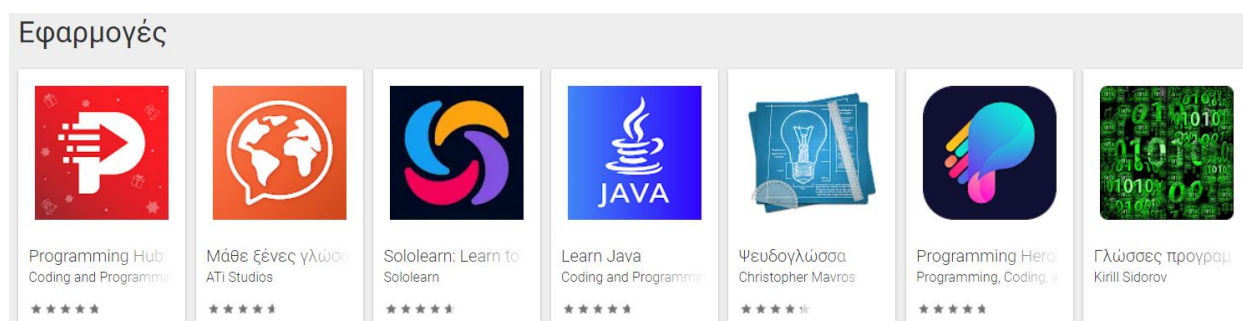 Εφαρμογές
JAVA
Programming Hub:
Coding and Programmin
Μάθε ξένες γλώσσ
ATi Studios
Sololearn: Learn to
Sololearn
Learn Java
Coding and Programmin
Ψευδογλώσσα
Christopher Mavros
Programming Hero:
Programming, Coding, a
Γλώσσες προγραμ
Kirill Sidorov